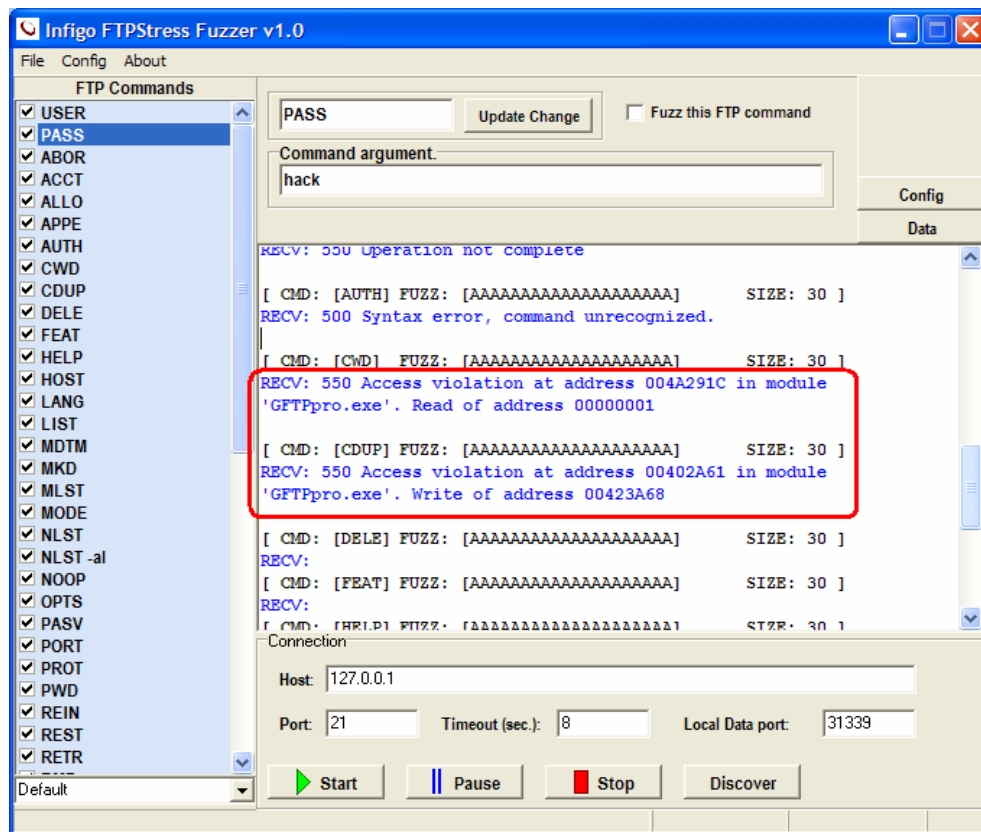 Infigo FTPStress Fuzzer v1.0
File Config About
FTP Commands
USER
PASS
ABOR
ACCT
ALLO
APPE
AUTH
CWD
CDUP
DELE
FEAT
HELP
HOST
LANG
LIST
MDTM
MKD
MLST
MODE
NLST
NLST -al
NOOP
OPTS
PASV
PORT
PROT
PWD
REIN
REST
RETR
Default
PASS
Update Change
Fuzz this FTP command
Command argument.
hack
Config
Data
RECV: 550 Operation not complete
[ CMD: [AUTH] FUZZ: [AAAAAAAAAAAAAAAAAAAA] SIZE: 30 ]
RECV: 500 Syntax error, command unrecognized.
[ CMD: [CWD] FUZZ: [AAAAAAAAAAAAAAAAAAAA] SIZE: 30 ]
RECV: 550 Access violation at address 004A291C in module
'GFTPpro.exe'. Read of address 00000001
[ CMD: [CDUP] FUZZ: [AAAAAAAAAAAAAAAAAAAA] SIZE: 30 ]
RECV: 550 Access violation at address 00402A61 in module
'GFTPpro.exe'. Write of address 00423A68
[ CMD: [DELE] FUZZ: [AAAAAAAAAAAAAAAAAAAA] SIZE: 30 ]
RECV:
[ CMD: [FEAT] FUZZ: [AAAAAAAAAAAAAAAAAAAA] SIZE: 30 ]
RECV:
[ CMD: [HELP] FUZZ: [AAAAAAAAAAAAAAAAAAAA] SIZE: 30 ]
Connection
Host: 127.0.0.1
Port: 21 Timeout (sec.): 8 Local Data port: 31339
Start Pause Stop Discover